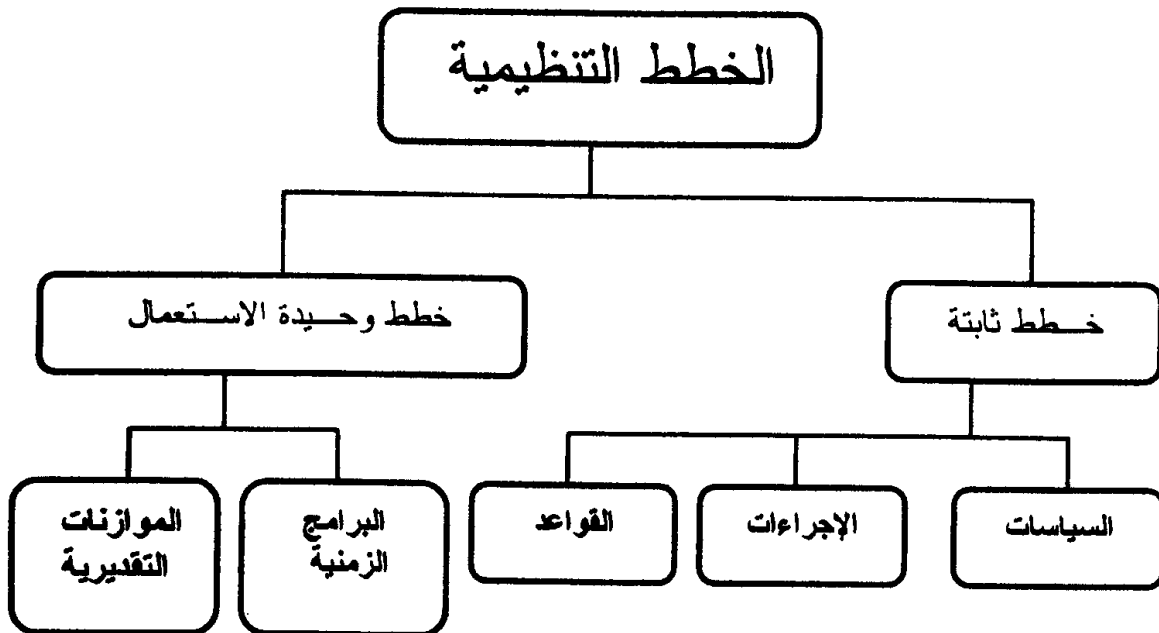 الخطط التنظيمية
خطط ثابتة
خطط وحيدة الاستعمال
السياسات
الإجراءات
القواعد
البرامج
الزمنية
الموازنات
التقديرية